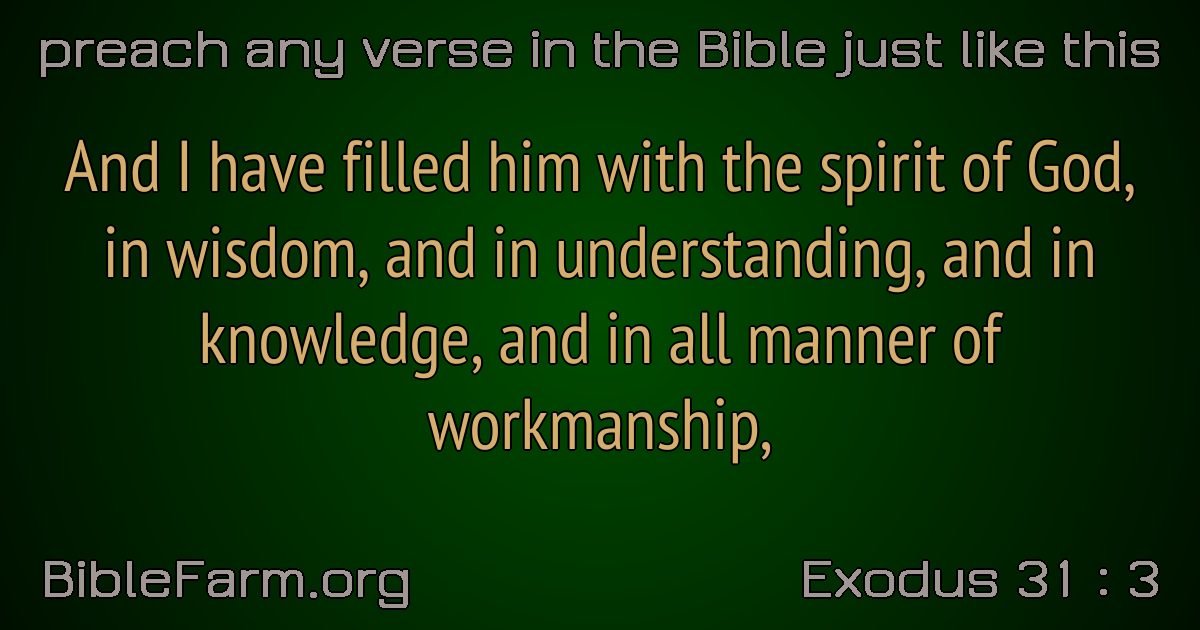 preach any verse in the Bible just like this
And I have filled him with the spirit of God,
in wisdom, and in understanding, and in
knowledge, and in all manner of
workmanship,
BibleFarm.org
Exodus 31 : 3